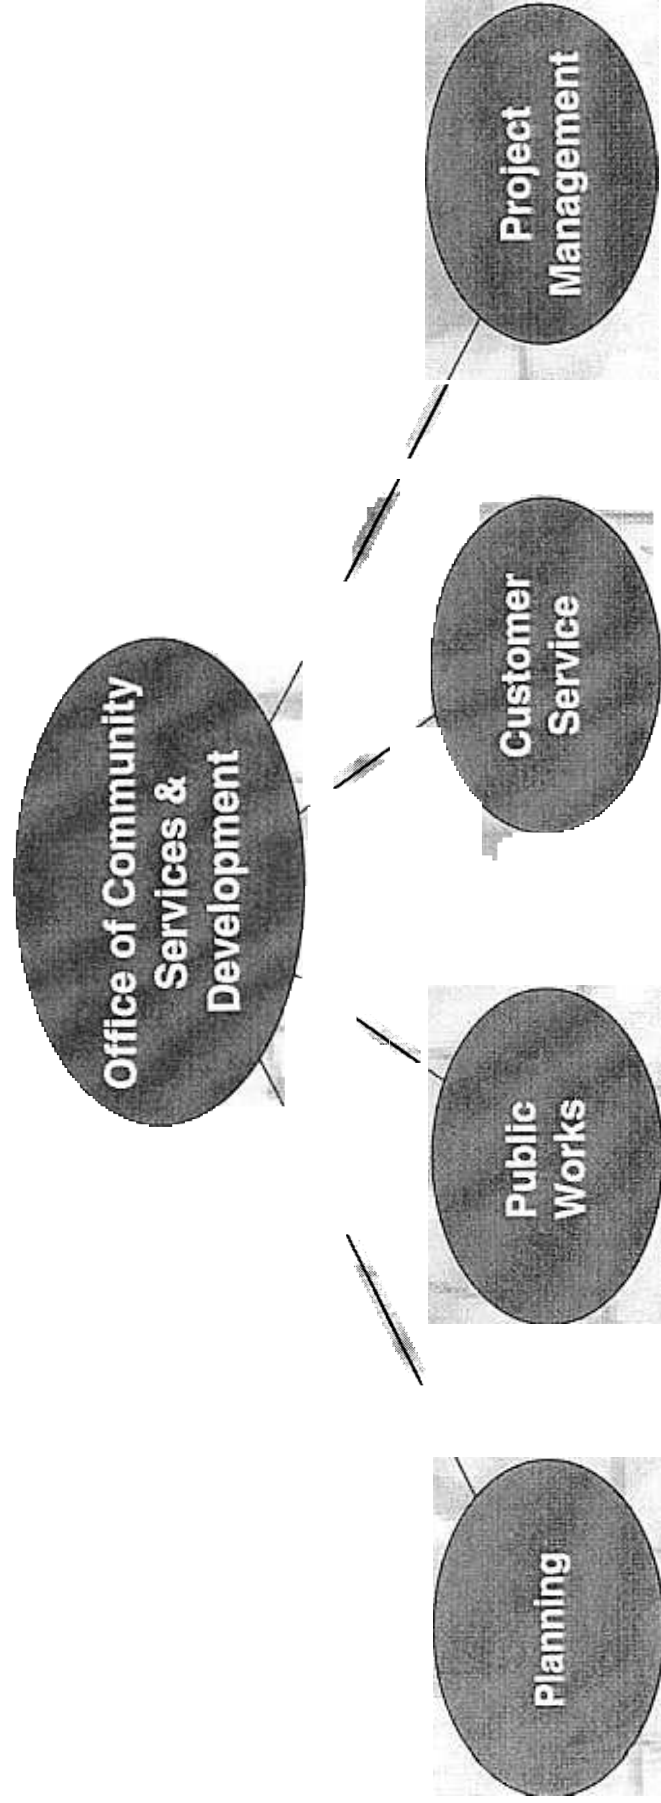 Office of Community
Services &
Development
Planning
Public
Works
Customer
Service
Project
Management